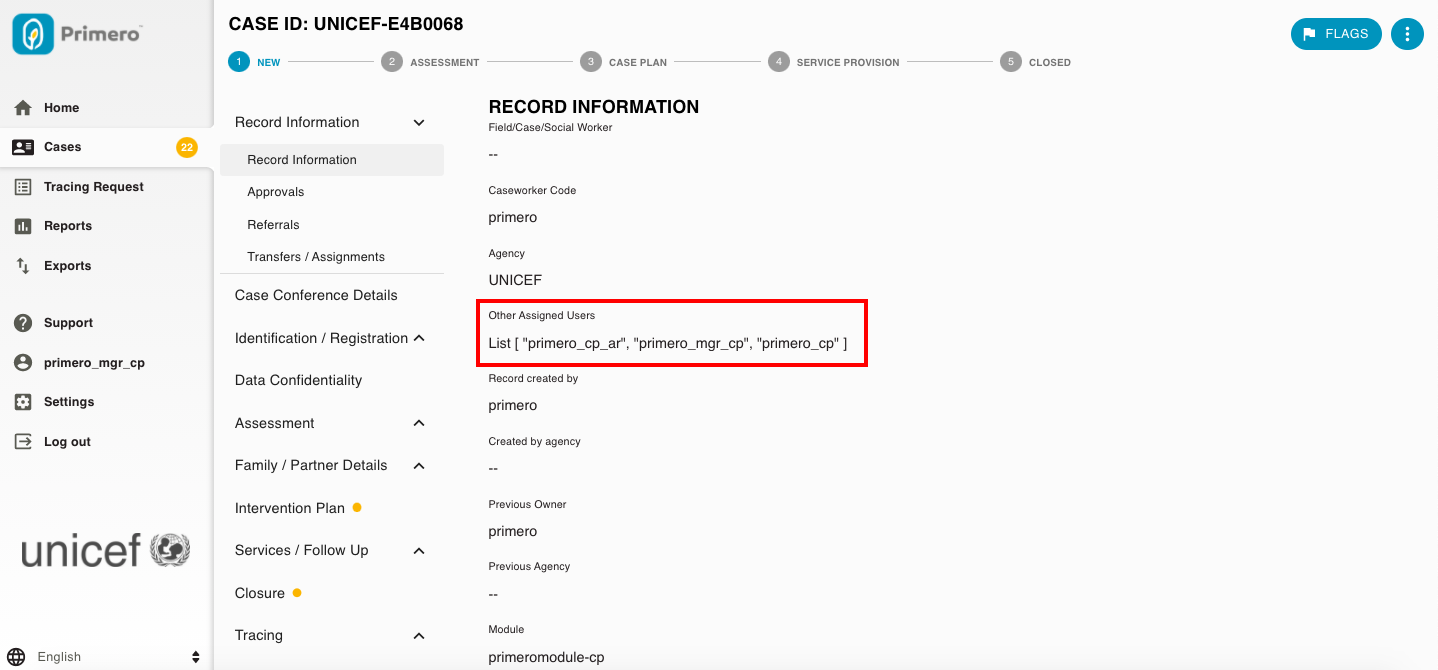 Primero™
Home
Cases
22
Tracing Request
Reports
Exports
Support
primero_mgr_cp
Settings
Log out
unicef
English
CASE ID: UNICEF-E4B0068
FLAGS
1 NEW
2 ASSESSMENT
3 CASE PLAN
4 SERVICE PROVISION
5 CLOSED
Record Information
Record Information
Approvals
Referrals
Transfers / Assignments
Case Conference Details
Identification / Registration
Data Confidentiality
Assessment
Family / Partner Details
Intervention Plan
Services / Follow Up
Closure
Tracing
RECORD INFORMATION
Field/Case/Social Worker
--
Caseworker Code
primero
Agency
UNICEF
Other Assigned Users
List [ "primero_cp_ar", "primero_mgr_cp", "primero_cp" ]
Record created by
primero
Created by agency
--
Previous Owner
primero
Previous Agency
--
Module
primeromodule-cp